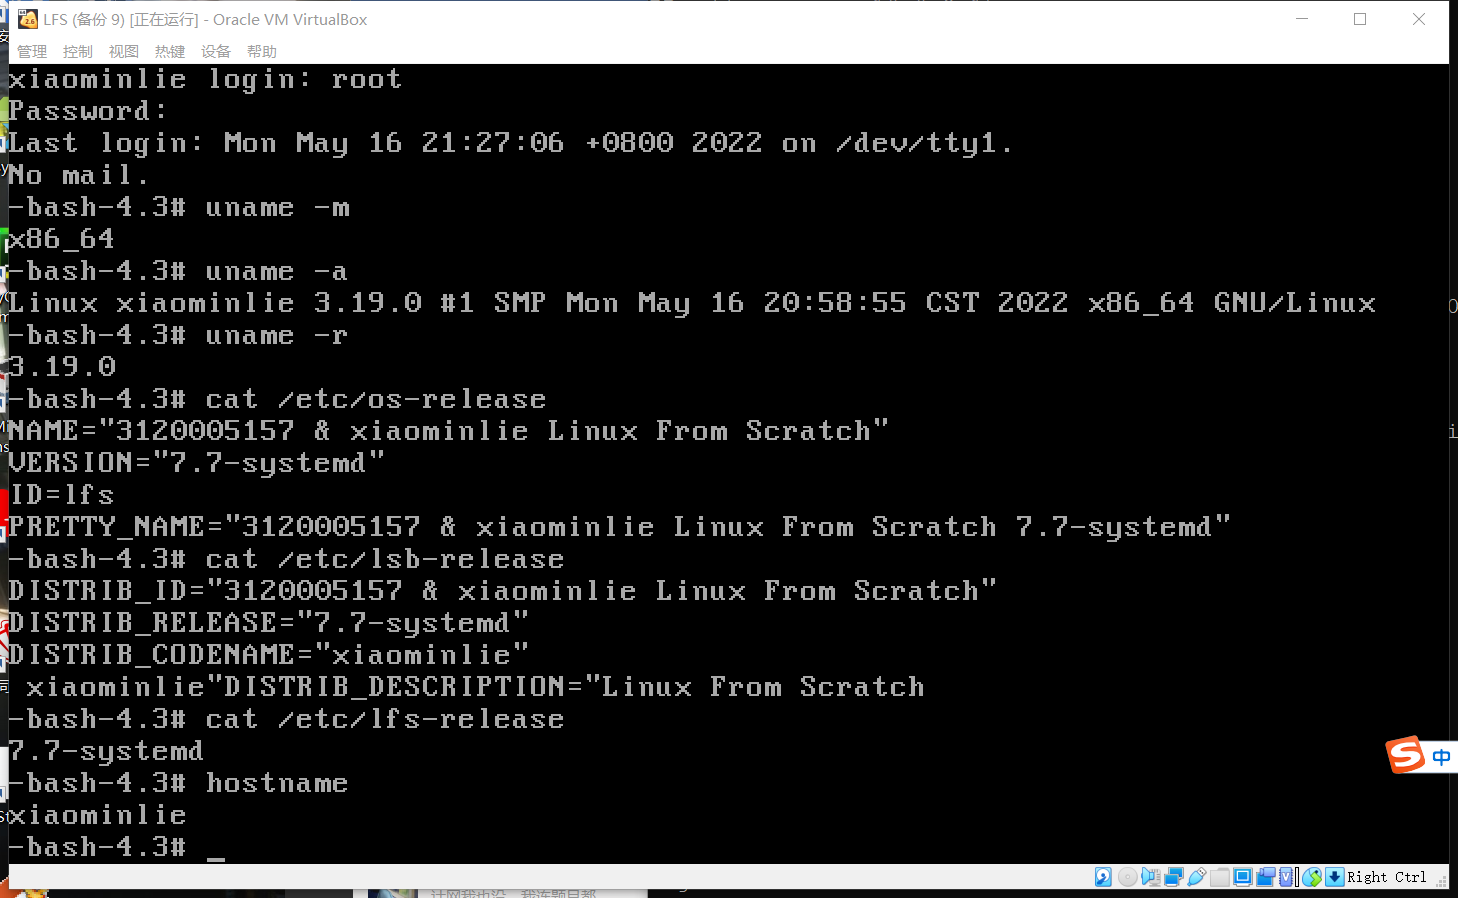 LFS (备份 9) [正在运行] - Oracle VM VirtualBox
管理 控制 视图 热键 设备 帮助
xiaominlie login: root
Password:
Last login: Mon May 16 21:27:06 +0800 2022 on /dev/tty1.
No mail.
-bash-4.3# uname -m
x86_64
-bash-4.3# uname -a
Linux xiaominlie 3.19.0 #1 SMP Mon May 16 20:58:55 CST 2022 x86_64 GNU/Linux
-bash-4.3# uname -r
3.19.0
-bash-4.3# cat /etc/os-release
NAME="3120005157 & xiaominlie Linux From Scratch"
VERSION="7.7-systemd"
ID=lfs
PRETTY_NAME="3120005157 & xiaominlie Linux From Scratch 7.7-systemd"
-bash-4.3# cat /etc/lsb-release
DISTRIB_ID="3120005157 & xiaominlie Linux From Scratch"
DISTRIB_RELEASE="7.7-systemd"
DISTRIB_CODENAME="xiaominlie"
 xiaominlie"DISTRIB_DESCRIPTION="Linux From Scratch
-bash-4.3# cat /etc/lfs-release
7.7-systemd
-bash-4.3# hostname
xiaominlie
-bash-4.3# _
中
Right Ctrl